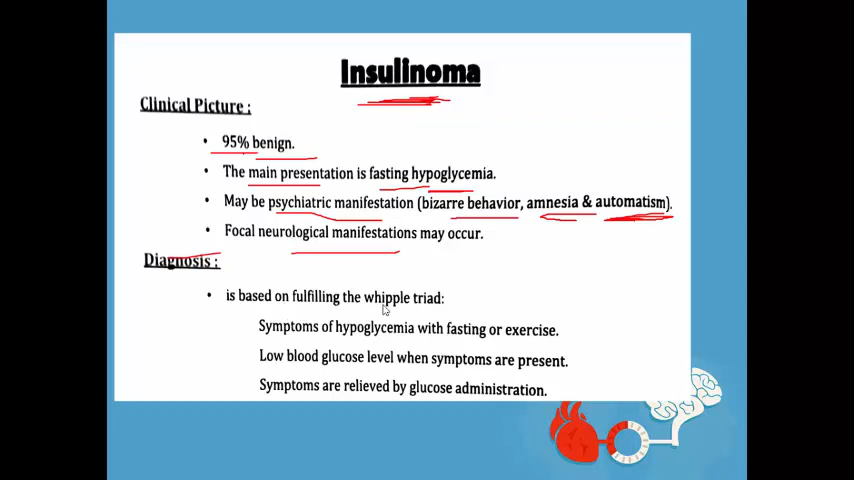 Insulinoma
Clinical Picture :
• 95% benign.
• The main presentation is fasting hypoglycemia.
• May be psychiatric manifestation (bizarre behavior, amnesia & automatism).
• Focal neurological manifestations may occur.
Diagnosis :
• is based on fulfilling the whipple triad:
Symptoms of hypoglycemia with fasting or exercise.
Low blood glucose level when symptoms are present.
Symptoms are relieved by glucose administration.